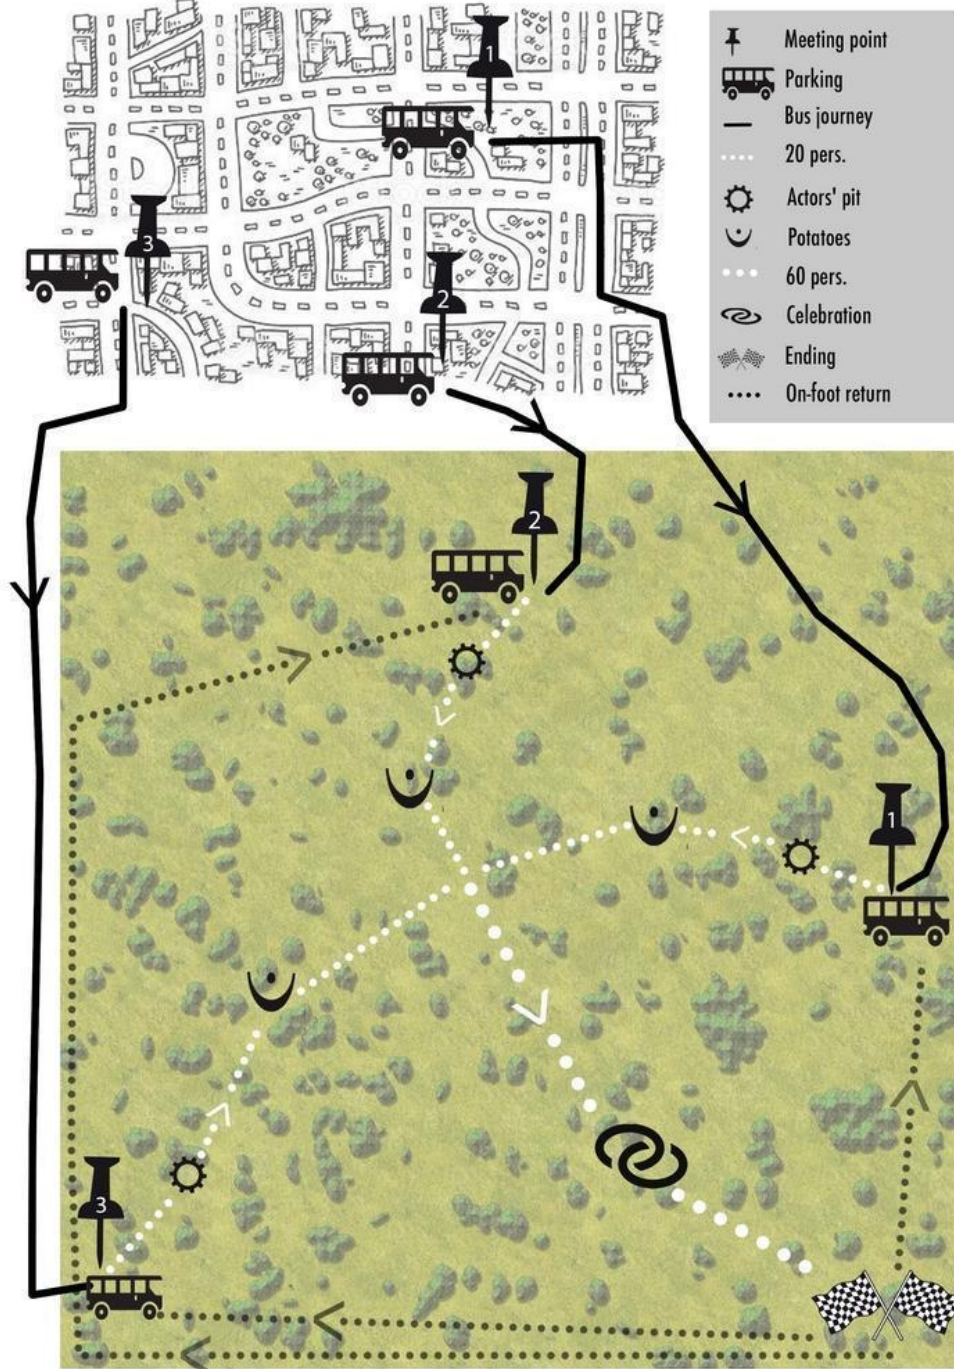 1
Meeting point
Parking
Bus journey
20 pers.
Actors' pit
Potatoes
60 pers.
Celebration
Ending
On-foot return
3
2
2
1
3